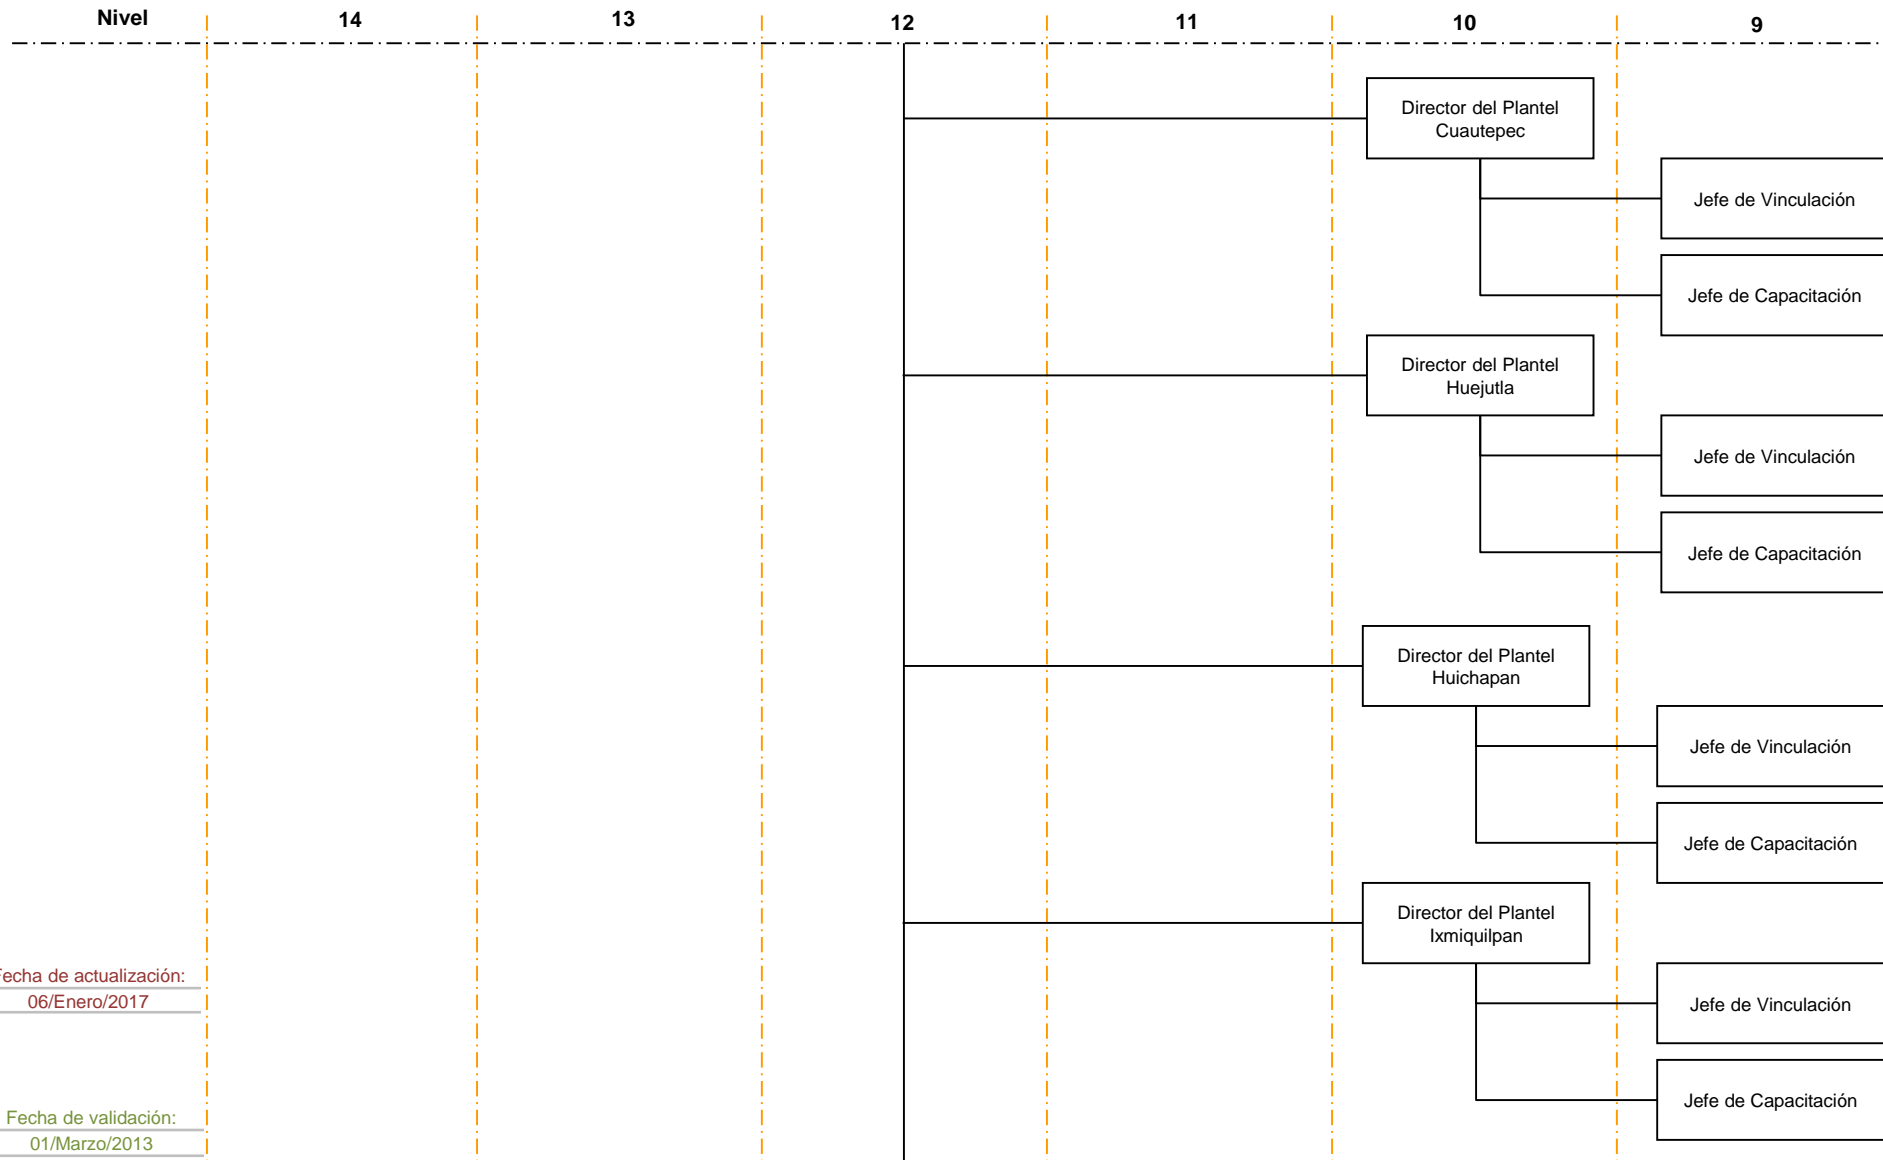 Nivel 14 13 12 11 10 9
Director del Plantel
Cuautepec
Jefe de Vinculación
Jefe de Capacitación
Director del Plantel
Huejutla
Jefe de Vinculación
Jefe de Capacitación
Director del Plantel
Huichapan
Jefe de Vinculación
Jefe de Capacitación
Director del Plantel
Ixmiquilpan
Jefe de Vinculación
Jefe de Capacitación
Fecha de actualización:
06/Enero/2017
Fecha de validación:
01/Marzo/2013